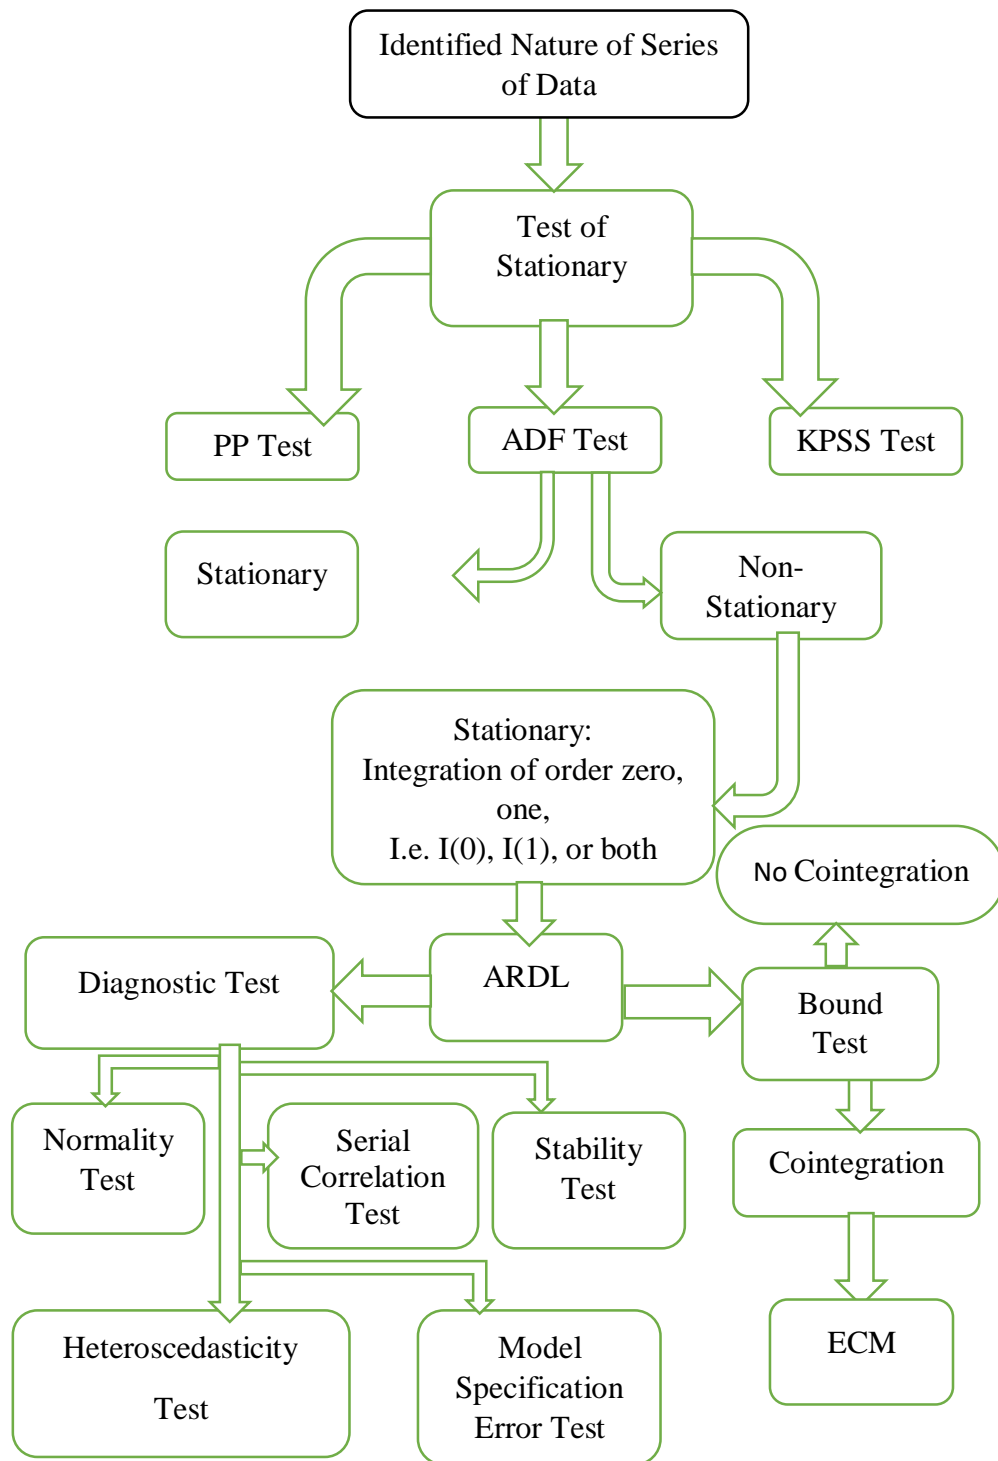 Identified Nature of Series
of Data
Test of
Stationary
PP Test
ADF Test
KPSS Test
Stationary
Non-
Stationary
Stationary:
Integration of order zero,
one,
I.e. I(0), I(1), or both
No Cointegration
Diagnostic Test
ARDL
Bound
Test
Normality
Test
Serial
Correlation
Test
Stability
Test
Cointegration
Heteroscedasticity
Test
Model
Specification
Error Test
ECM